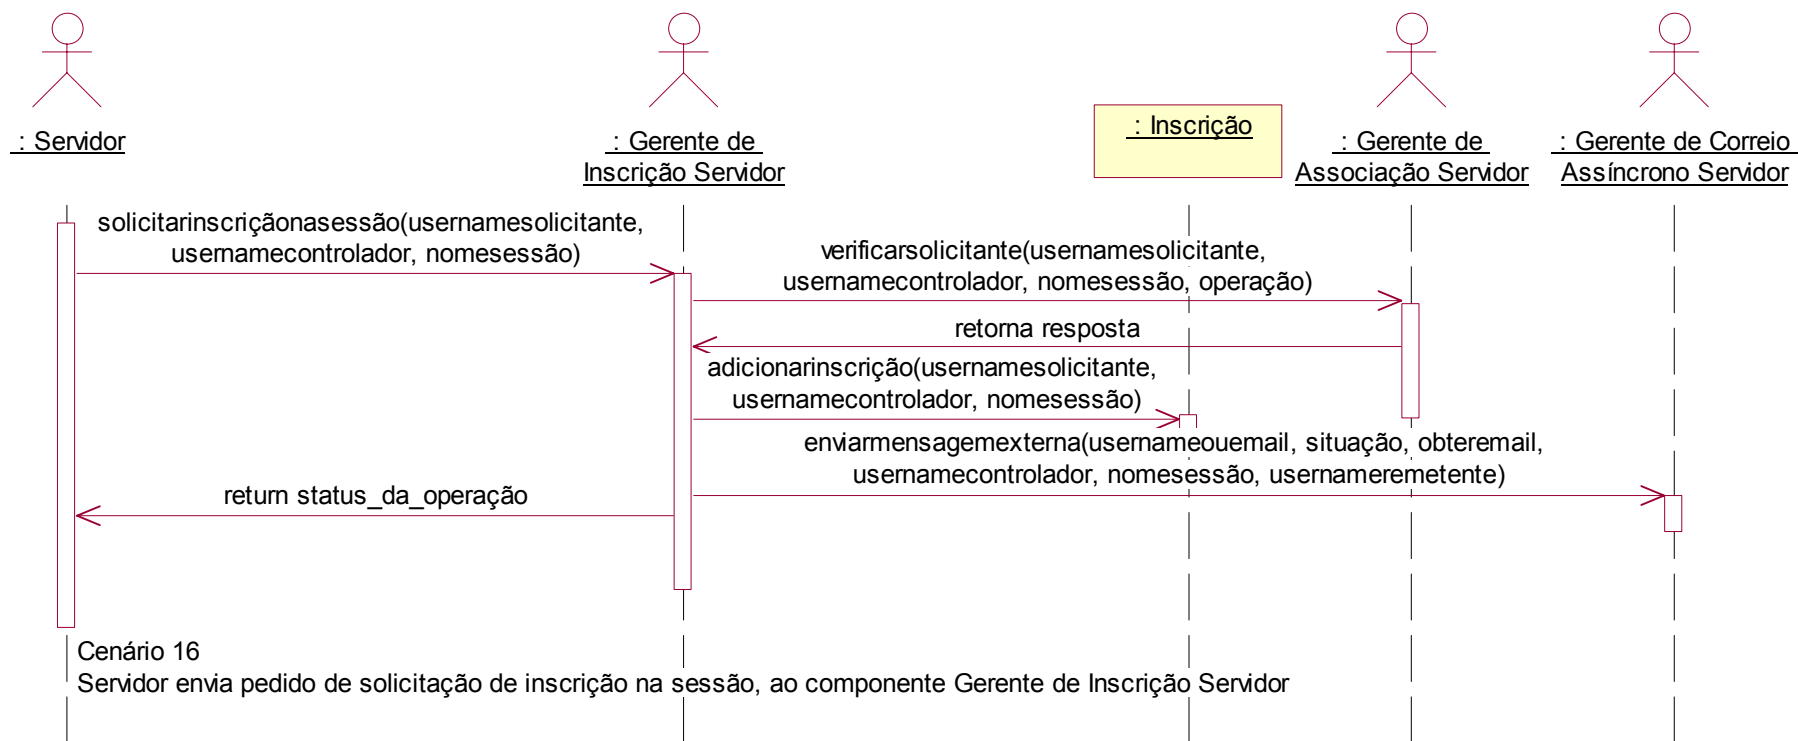 : Servidor
: Gerente de
Inscrição Servidor
: Inscrição
: Gerente de
Associação Servidor
: Gerente de Correio
Assíncrono Servidor
solicitarinscriçãonasessão(usernamesolicitante,
usernamecontrolador, nomesessão)
verificarsolicitante(usernamesolicitante,
usernamecontrolador, nomesessão, operação)
retorna resposta
adicionarinscrição(usernamesolicitante,
usernamecontrolador, nomesessão)
enviarmensagemexterna(usernameouemail, situação, obteremail,
usernamecontrolador, nomesessão, usernameremetente)
return status_da_operação
Cenário 16
Servidor envia pedido de solicitação de inscrição na sessão, ao componente Gerente de Inscrição Servidor